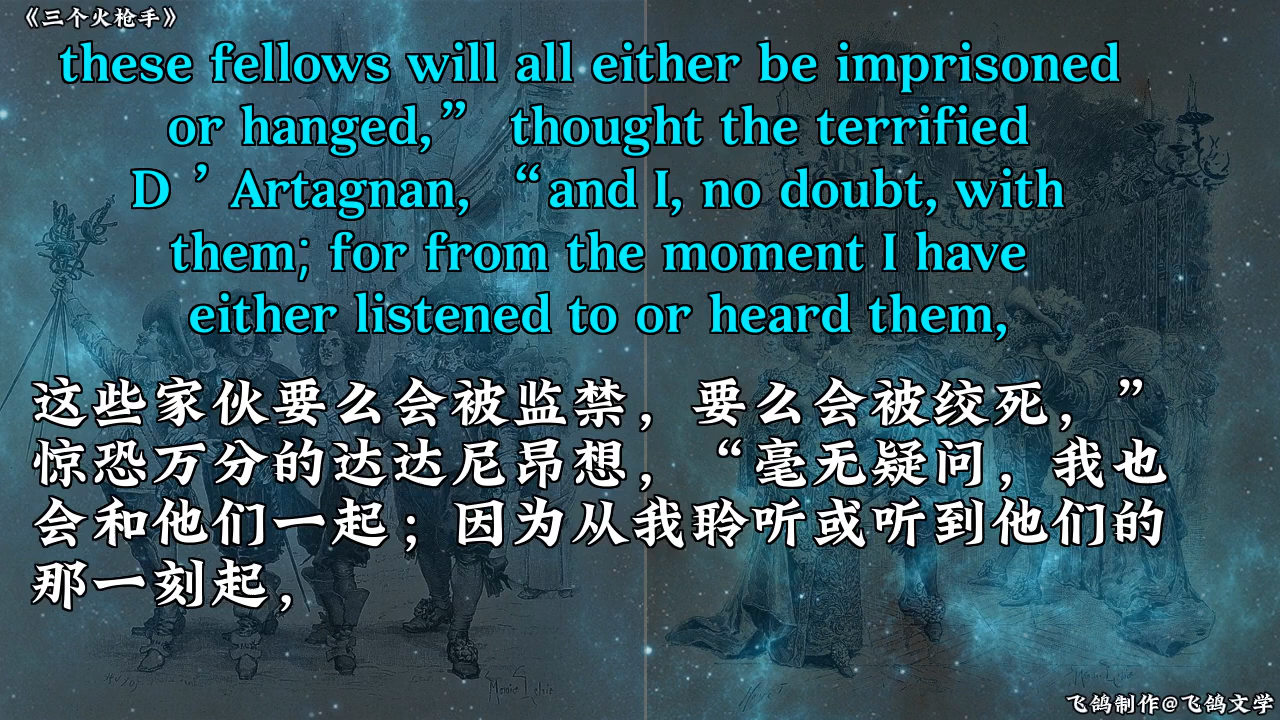 《三个火枪手》
these fellows will all either be imprisoned
or hanged,” thought the terrified
D’Artagnan, “and I, no doubt, with
them; for from the moment I have
either listened to or heard them,
这些家伙要么会被监禁，要么会被绞死，”
惊恐万分的达达尼昂想，“毫无疑问，我也
会和他们一起；因为从我聆听或听到他们的
那一刻起，
飞鸽制作@飞鸽文学